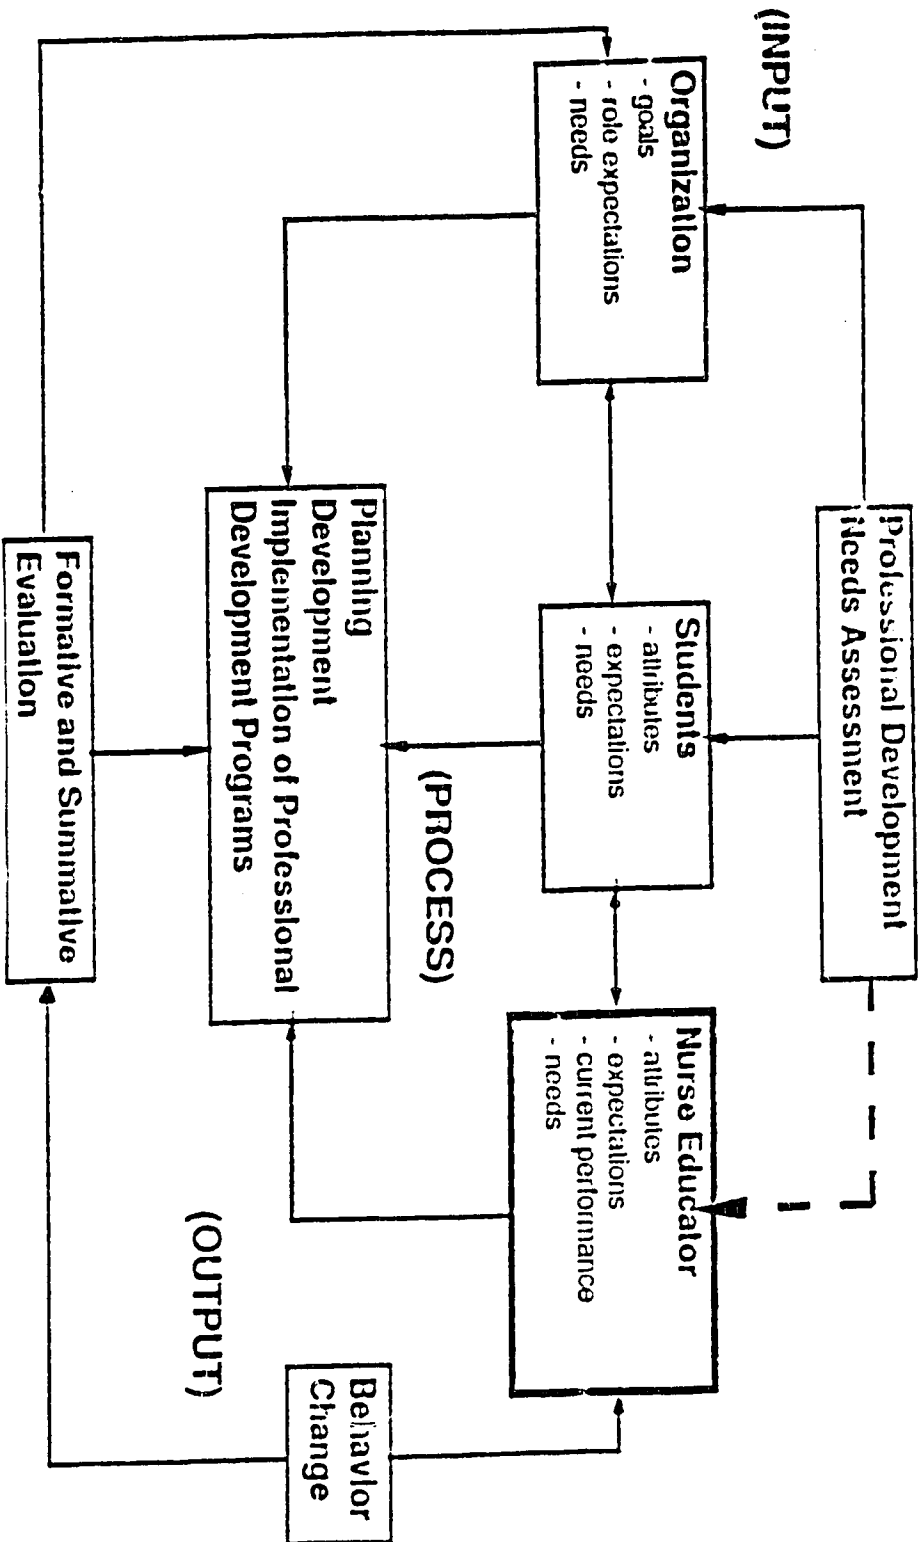 (INPUT)
Professional Development
Needs Assessment
Organization
- goals
- role expectations
- needs
Students
- attributes
- expectations
- needs
Nurse Educator
- attributes
- expectations
- current performance
- needs
(PROCESS)
Planning
Development
Implementation of Professional
Development Programs
Behavior
Change
(OUTPUT)
Formative and Summative
Evaluation